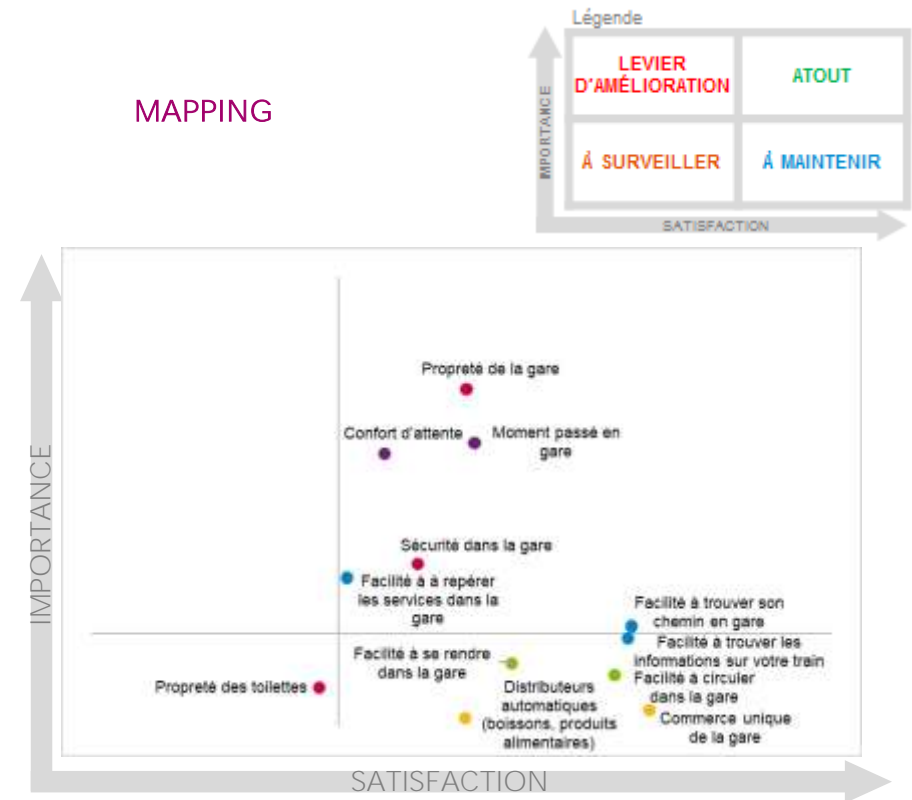 Légende
LEVIER
D'AMÉLIORATION
ATOUT
À SURVEILLER
À MAINTENIR
IMPORTANCE
SATISFACTION
MAPPING
Propreté de la gare
Confort d'attente
Moment passé en
gare
Sécurité dans la gare
Facilité à à repérer
les services dans la
gare
Facilité à trouver son
chemin en gare
Facilité à trouver les
informations sur votre train
Facilité à se rendre
dans la gare
Facilité à circuler
dans la gare
Propreté des toilettes
Distributeurs
automatiques
(boissons, produits
alimentaires)
Commerce unique
de la gare
IMPORTANCE
SATISFACTION